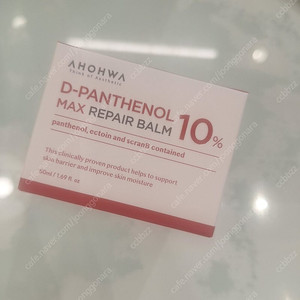 AHOHWA
D-PANTHENOL
MAX REPAIR BALM 10%
panthenol, ectoin and scrnB contained
This clinically proven product helps to support
skin barrier and improve skin moisture
50ml / 1.69 fl oz